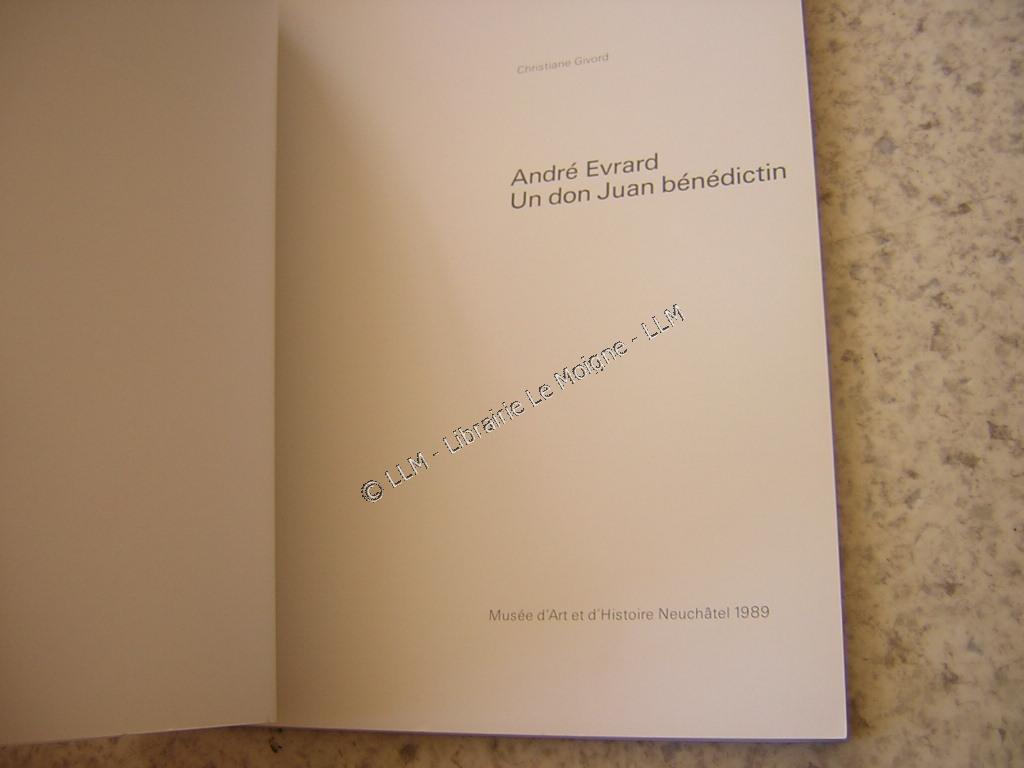 Christiane Givord
André Evrard
Un don Juan bénédictin
© LLM - Librairie Le Moigne - LLM
Musée d'Art et d'Histoire Neuchâtel 1989